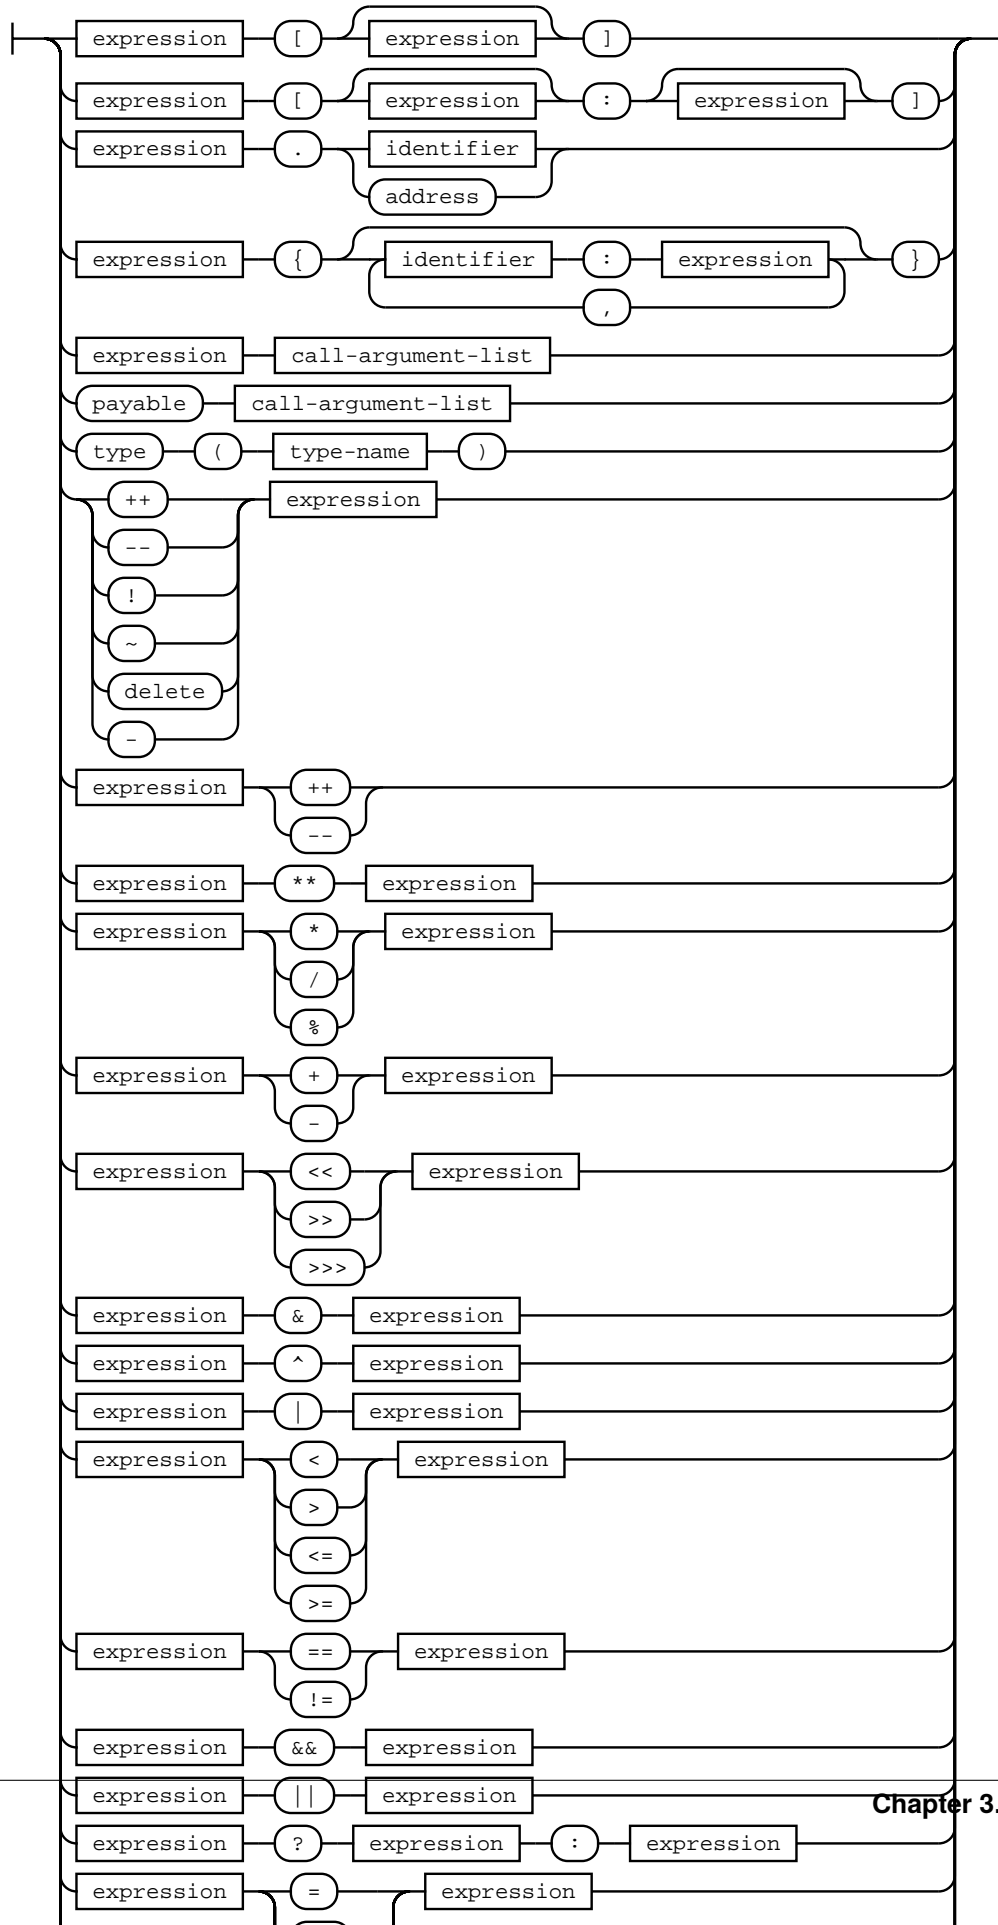 expression [ expression ]
expression [ expression : expression ]
expression . identifier
address
expression { identifier : expression }
,
expression call-argument-list
payable call-argument-list
type ( type-name )
++ expression
--
!
~
delete
-
expression ++
--
expression ** expression
expression * expression
/
%
expression + expression
-
expression << expression
>>
>>>
expression & expression
expression ^ expression
expression | expression
expression < expression
>
<=
>=
expression == expression
!=
expression && expression
expression || expression
Chapter 3.
expression ? expression : expression
expression = expression